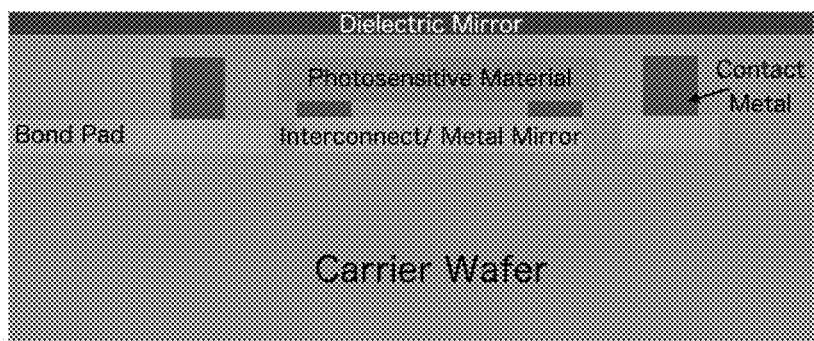 Dielectric Mirror
Photosensitive Material
Contact
Metal
Bond Pad
Interconnect/ Metal Mirror
Carrier Wafer